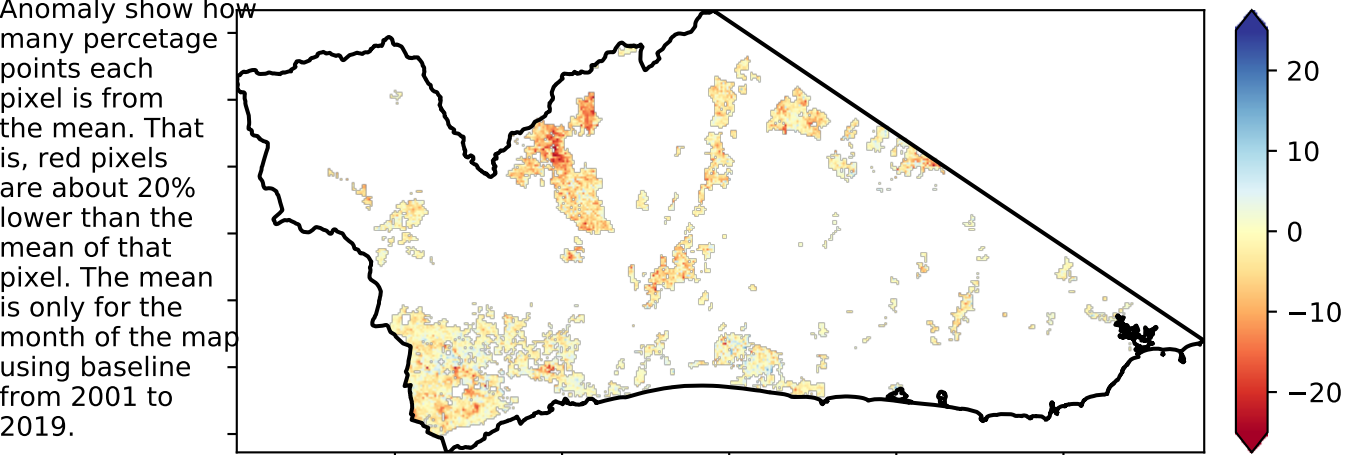 Anomaly show how
many percetage
points each
pixel is from
the mean. That
is, red pixels
are about 20%
lower than the
mean of that
pixel. The mean
is only for the
month of the map
using baseline
from 2001 to
2019.
20
10
0
−10
−20